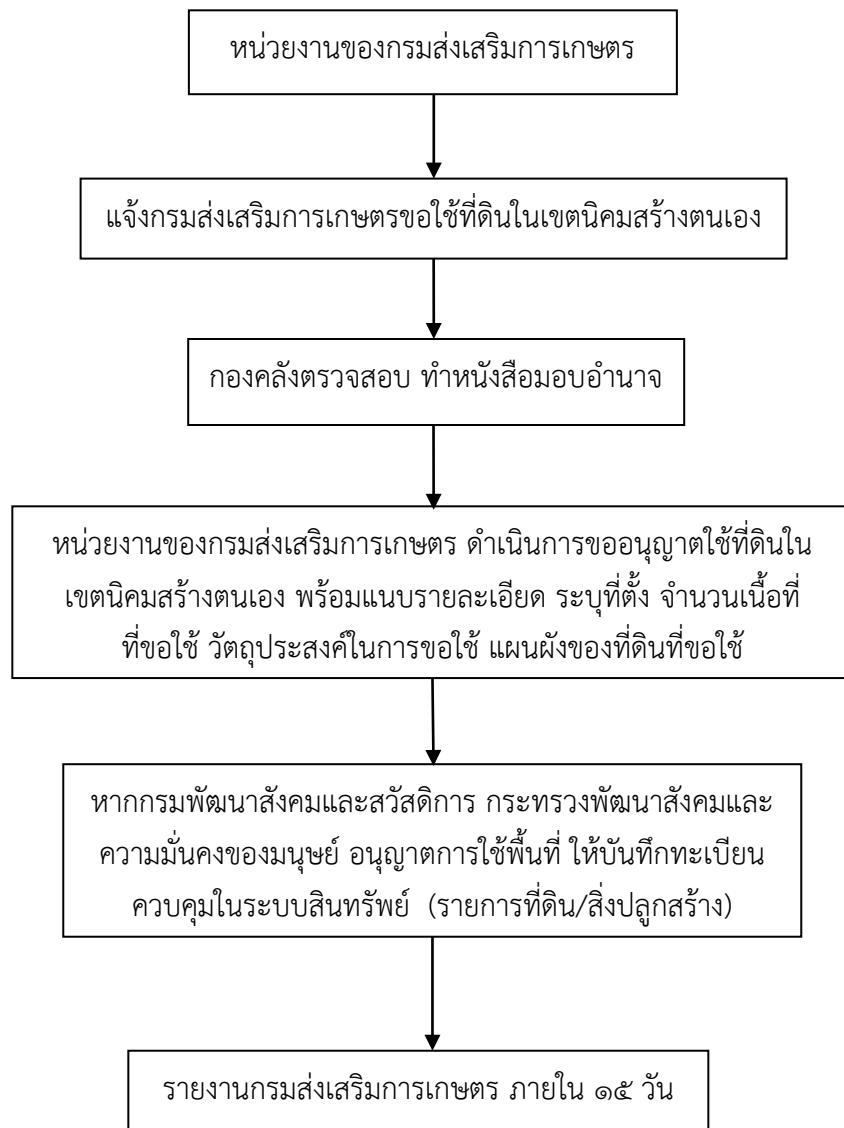 หน่วยงานของกรมส่งเสริมการเกษตร
แจ้งกรมส่งเสริมการเกษตรขอใช้ที่ดินในเขตนิคมสร้างตนเอง
กองคลังตรวจสอบ ทำหนังสือมอบอำนาจ
หน่วยงานของกรมส่งเสริมการเกษตร ดำเนินการขออนุญาตใช้ที่ดินใน
เขตนิคมสร้างตนเอง พร้อมแนบรายละเอียด ระบุที่ตั้ง จำนวนเนื้อที่
ที่ขอใช้ วัตถุประสงค์ในการขอใช้ แผนผังของที่ดินที่ขอใช้
หากกรมพัฒนาสังคมและสวัสดิการ กระทรวงพัฒนาสังคมและ
ความมั่นคงของมนุษย์ อนุญาตการใช้พื้นที่ ให้บันทึกทะเบียน
ควบคุมในระบบสินทรัพย์ (รายการที่ดิน/สิ่งปลูกสร้าง)
รายงานกรมส่งเสริมการเกษตร ภายใน ๑๕ วัน